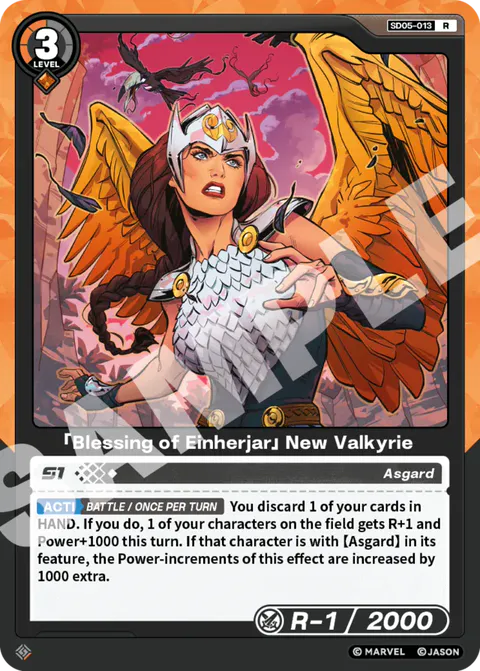 SD05-013 R
3
LEVEL
SAMPLE
「Blessing of Einherjar」 New Valkyrie
S1
Asgard
ACT1 BATTLE / ONCE PER TURN You discard 1 of your cards in
HAND. If you do, 1 of your characters on the field gets R+1 and
Power+1000 this turn. If that character is with【Asgard】in its
feature, the Power-increments of this effect are increased by
1000 extra.
R-1 / 2000
© MARVEL ©JASON